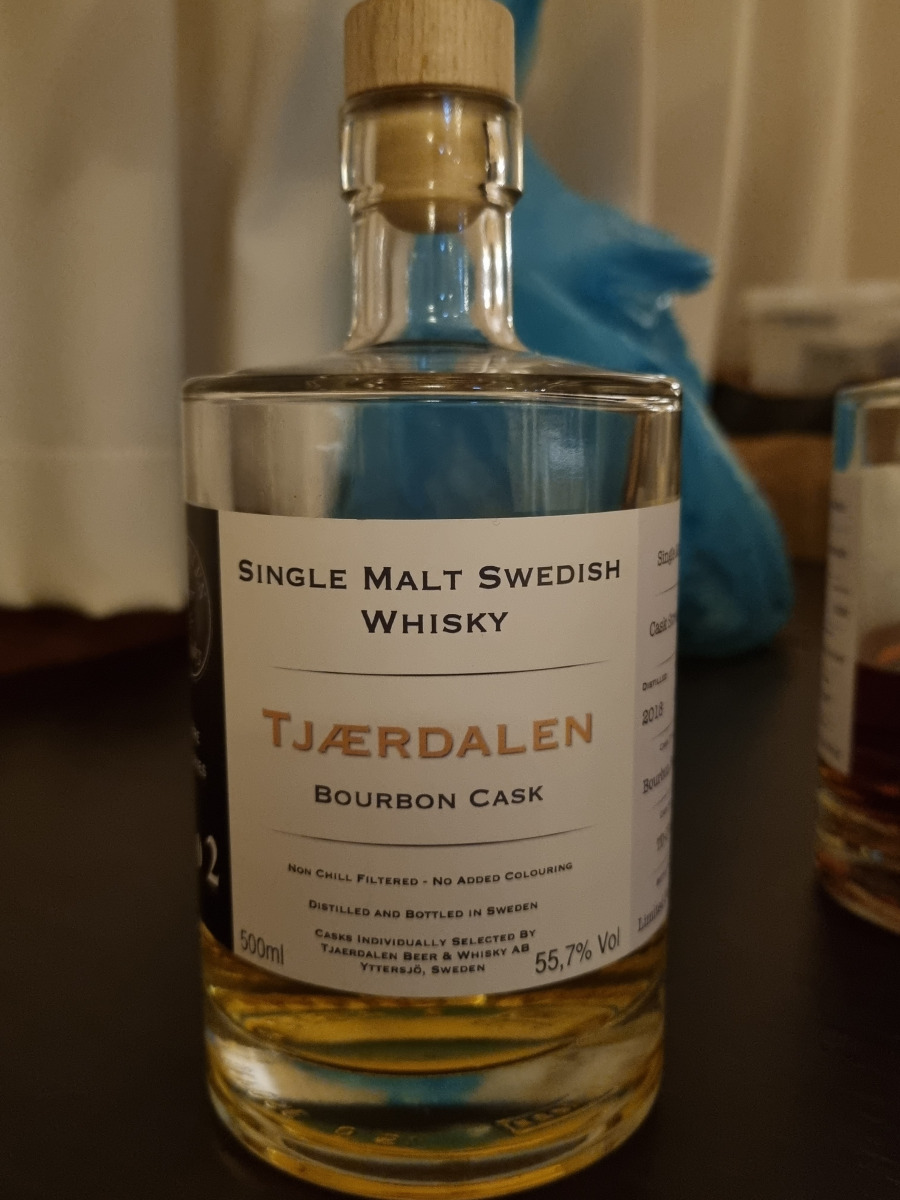 SINGLE MALT SWEDISH
WHISKY
TJÆRDALEN
BOURBON CASK
NON CHILL FILTERED - NO ADDED COLOURING
DISTILLED AND BOTTLED IN SWEDEN
CASKS INDIVIDUALLY SELECTED BY
TJAERDALEN BEER & WHISKY AB
YTTERSJÖ, SWEDEN
500ml
55,7% Vol
Cask
DISTILLED
2018